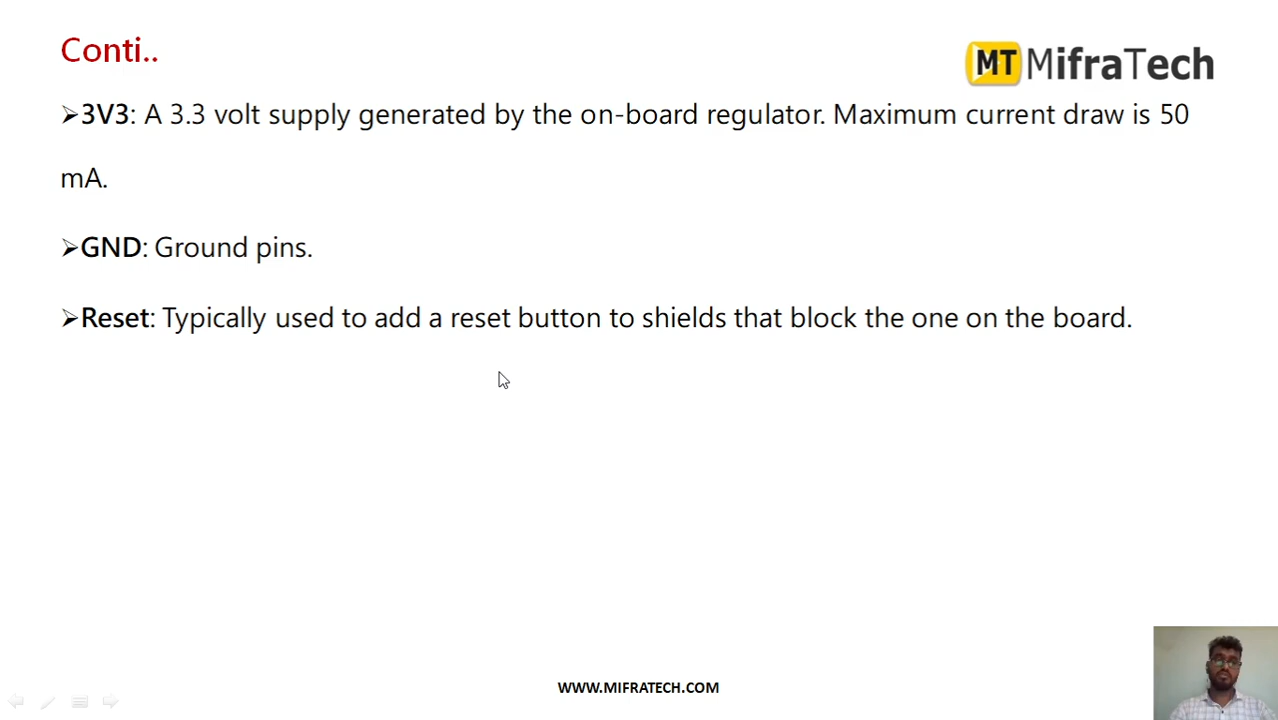 Conti..
MT MifraTech
➢3V3: A 3.3 volt supply generated by the on-board regulator. Maximum current draw is 50
mA.
➢GND: Ground pins.
➢Reset: Typically used to add a reset button to shields that block the one on the board.
WWW.MIFRATECH.COM